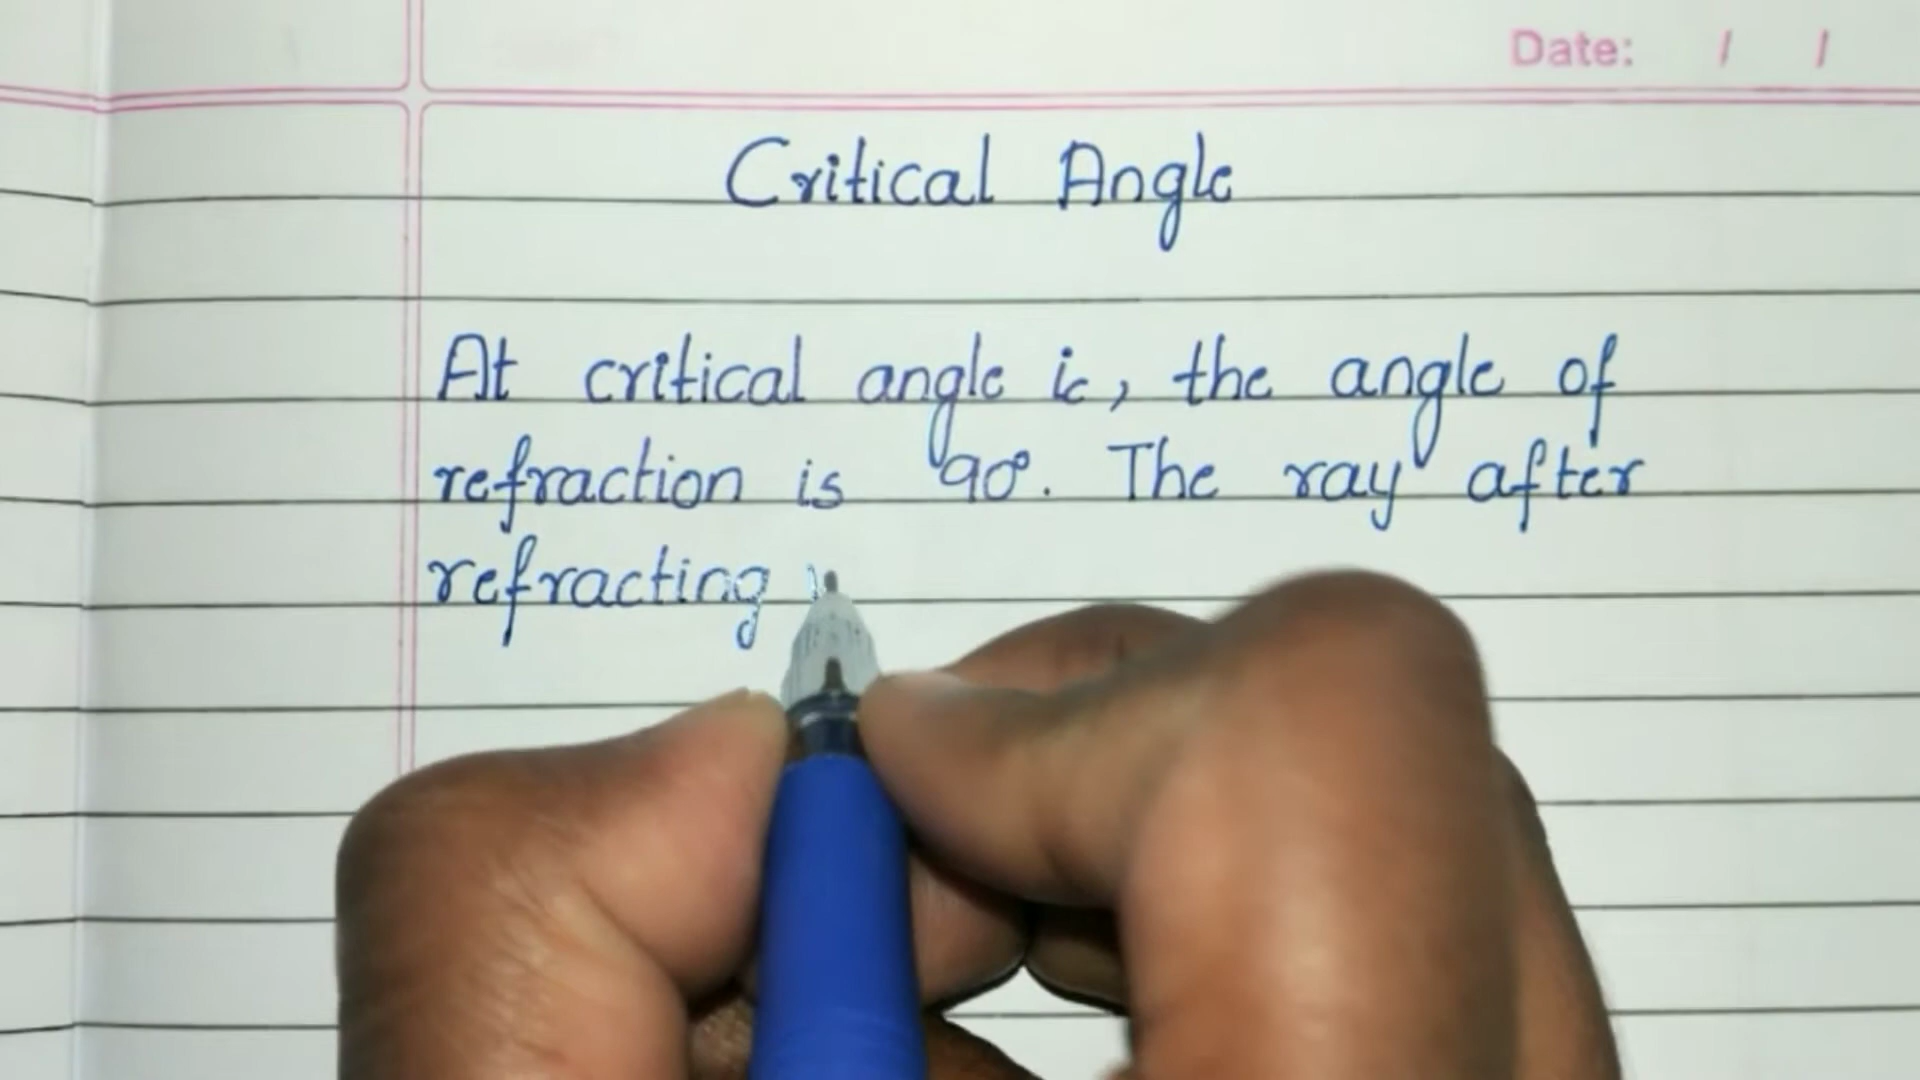 Date: / /
Critical Angle
At critical angle ic, the angle of
refraction is 90°. The ray after
refracting